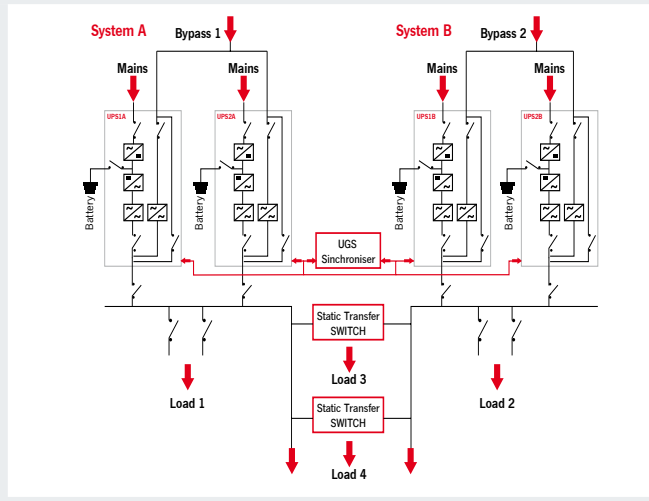 System A
Bypass 1
System B
Bypass 2
Mains
Mains
Mains
Mains
UPS1A
UPS2A
UPS1B
UPS2B
Battery
Battery
Battery
Battery
UGS
Sinchroniser
Static Transfer
SWITCH
Load 3
Load 1
Load 2
Static Transfer
SWITCH
Load 4